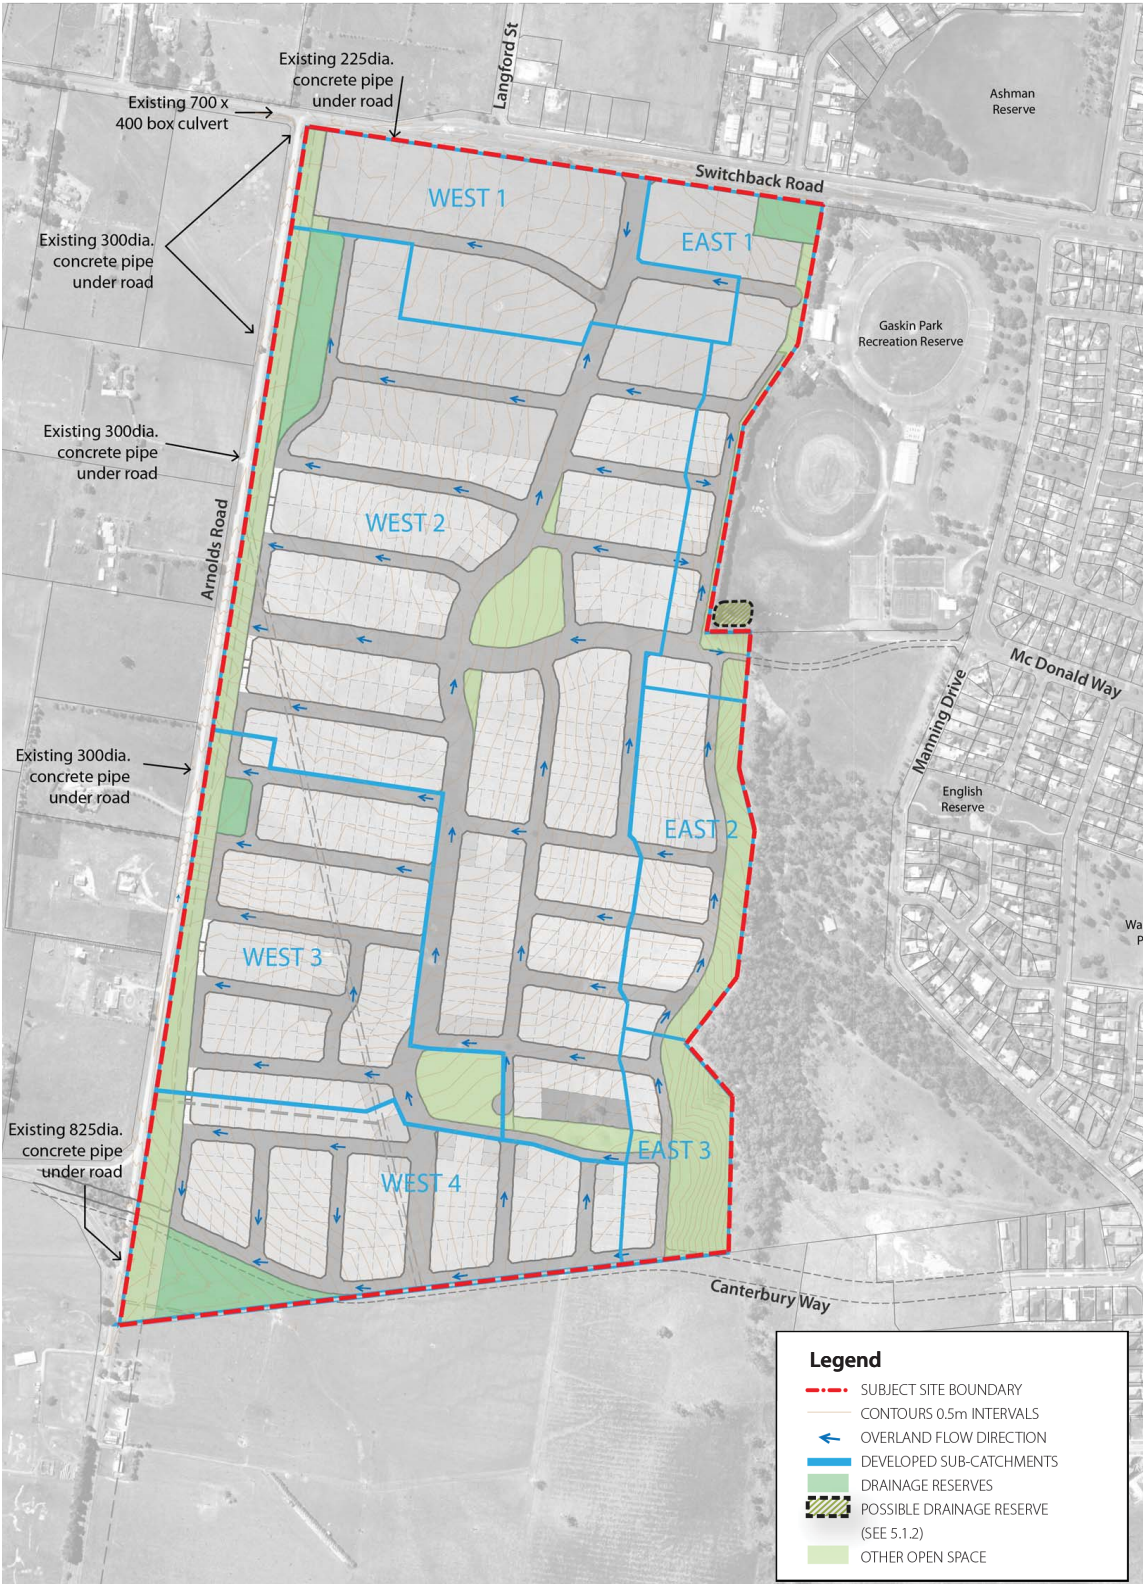 Existing 225dia.
concrete pipe
under road
Langford St
Existing 700 x
400 box culvert
Ashman
Reserve
Switchback Road
WEST 1
EAST 1
Existing 300dia.
concrete pipe
under road
Gaskin Park
Recreation Reserve
Existing 300dia.
concrete pipe
under road
WEST 2
Arnolds Road
Mc Donald Way
Manning Drive
Existing 300dia.
concrete pipe
under road
English
Reserve
EAST 2
Wa
P
WEST 3
Existing 825dia.
concrete pipe
under road
EAST 3
WEST 4
Canterbury Way
Legend
SUBJECT SITE BOUNDARY
CONTOURS 0.5m INTERVALS
OVERLAND FLOW DIRECTION
DEVELOPED SUB-CATCHMENTS
DRAINAGE RESERVES
POSSIBLE DRAINAGE RESERVE
(SEE 5.1.2)
OTHER OPEN SPACE